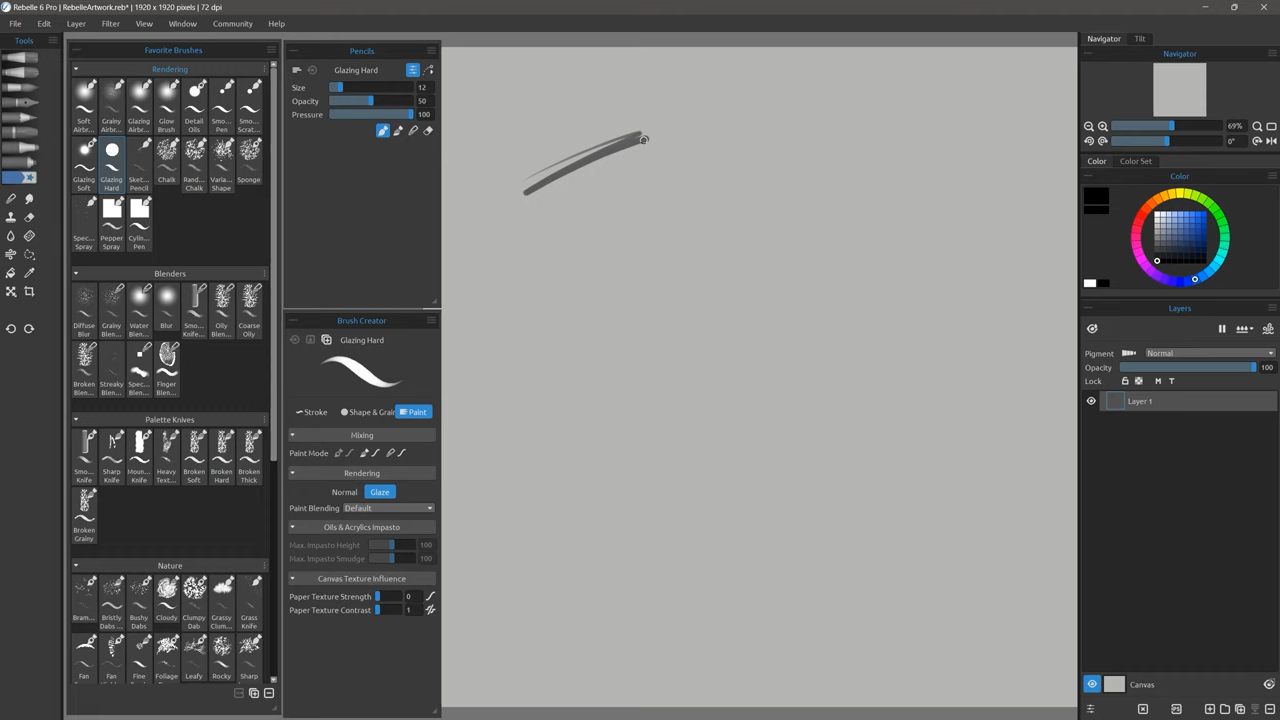 Rebelle 6 Pro | RebelleArtwork.reb* | 1920 x 1920 pixels | 72 dpi
File Edit Layer Filter View Window Community Help
Tools
Favorite Brushes
Rendering
Soft Airbr... Grainy Airbr... Glazing Airbr... Glow Brush Detail Oils Smo... Pen Smo... Scrat...
Glazing Soft Glazing Hard Sket... Pencil Chalk Rand... Chalk Varia... Shape Sponge
Spec... Spray Pepper Spray Cylin... Pen
Blenders
Diffuse Blur Grainy Blen... Water Blen... Blur Smo... Knife... Oily Blen... Coarse Oily
Broken Blen... Streaky Blen... Spec... Blen... Finger Blen...
Palette Knives
Smo... Knife Sharp Knife Moun... Knife Heavy Text... Broken Soft Broken Hard Broken Thick
Broken Grainy
Nature
Bram... Bristly Dabs Bushy Dabs Cloudy Clumpy Dab Grassy Clum... Grass Knife
Fan Fan Fine Foliage Leafy Rocky Sharp
Pencils
Glazing Hard
Size 12
Opacity 50
Pressure 100
Brush Creator
Glazing Hard
Stroke Shape & Grain Paint
Mixing
Paint Mode
Rendering
Normal Glaze
Paint Blending Default
Oils & Acrylics Impasto
Max. Impasto Height 100
Max. Impasto Smudge 100
Canvas Texture Influence
Paper Texture Strength 0
Paper Texture Contrast 1
Navigator Tilt
Navigator
69%
0°
Color Color Set
Color
Layers
Pigment Normal
Opacity 100
Lock M T
Layer 1
Canvas